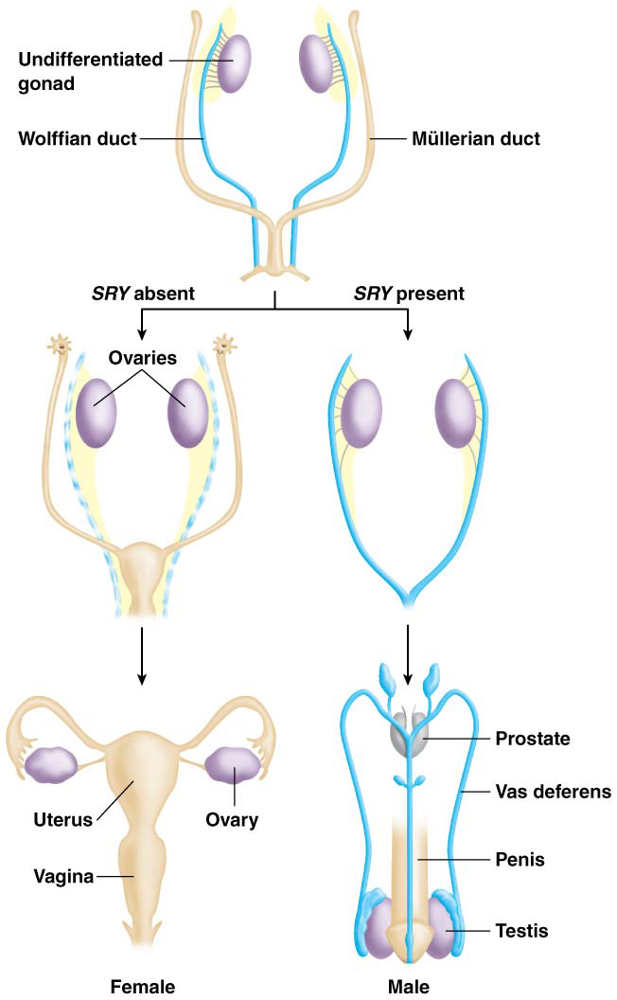 Undifferentiated
gonad
Wolffian duct
Müllerian duct
SRY absent
SRY present
Ovaries
Prostate
Vas deferens
Uterus
Ovary
Penis
Vagina
Testis
Female
Male